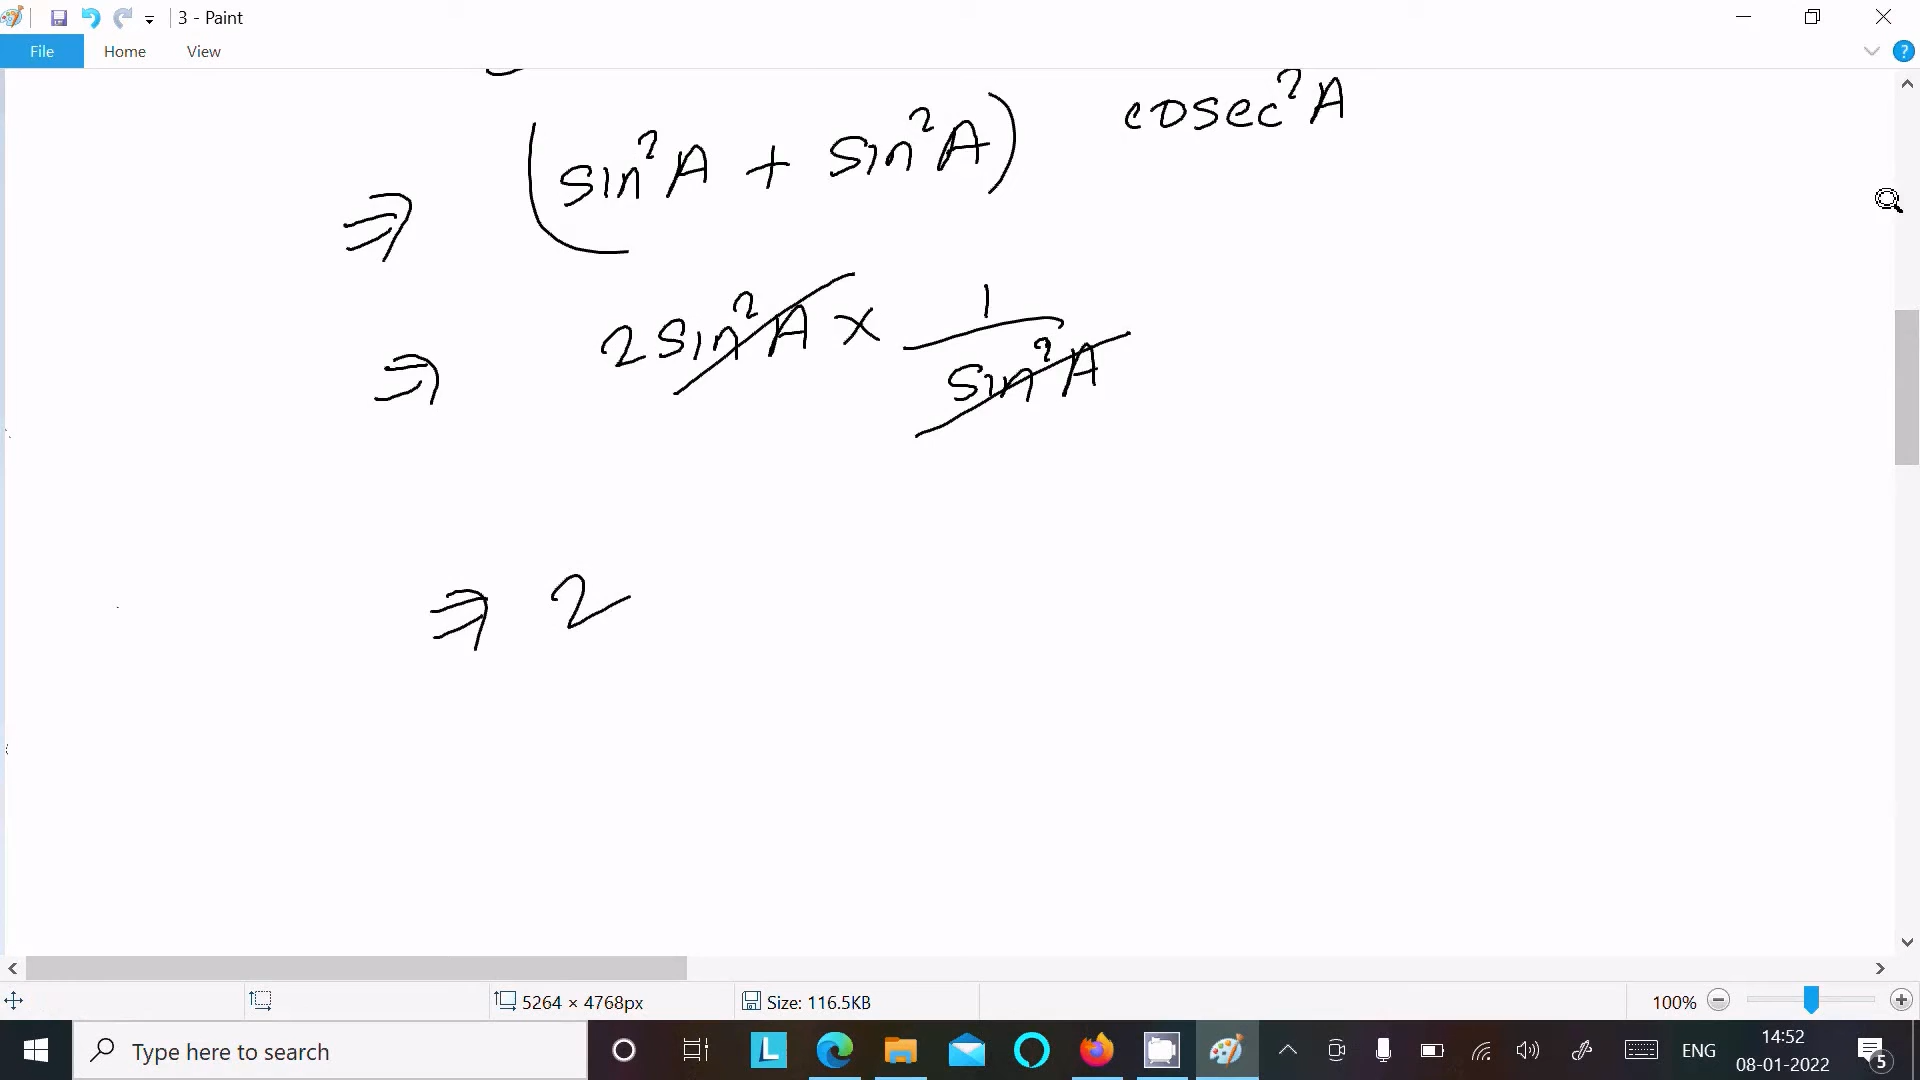 3 - Paint
File Home View
⇒ (sin²A + sin²A) cosec²A
⇒ 2sin²A × 1/sin²A
⇒ 2
5264 × 4768px Size: 116.5KB 100%
Type here to search
L
ENG
14:52
08-01-2022
5